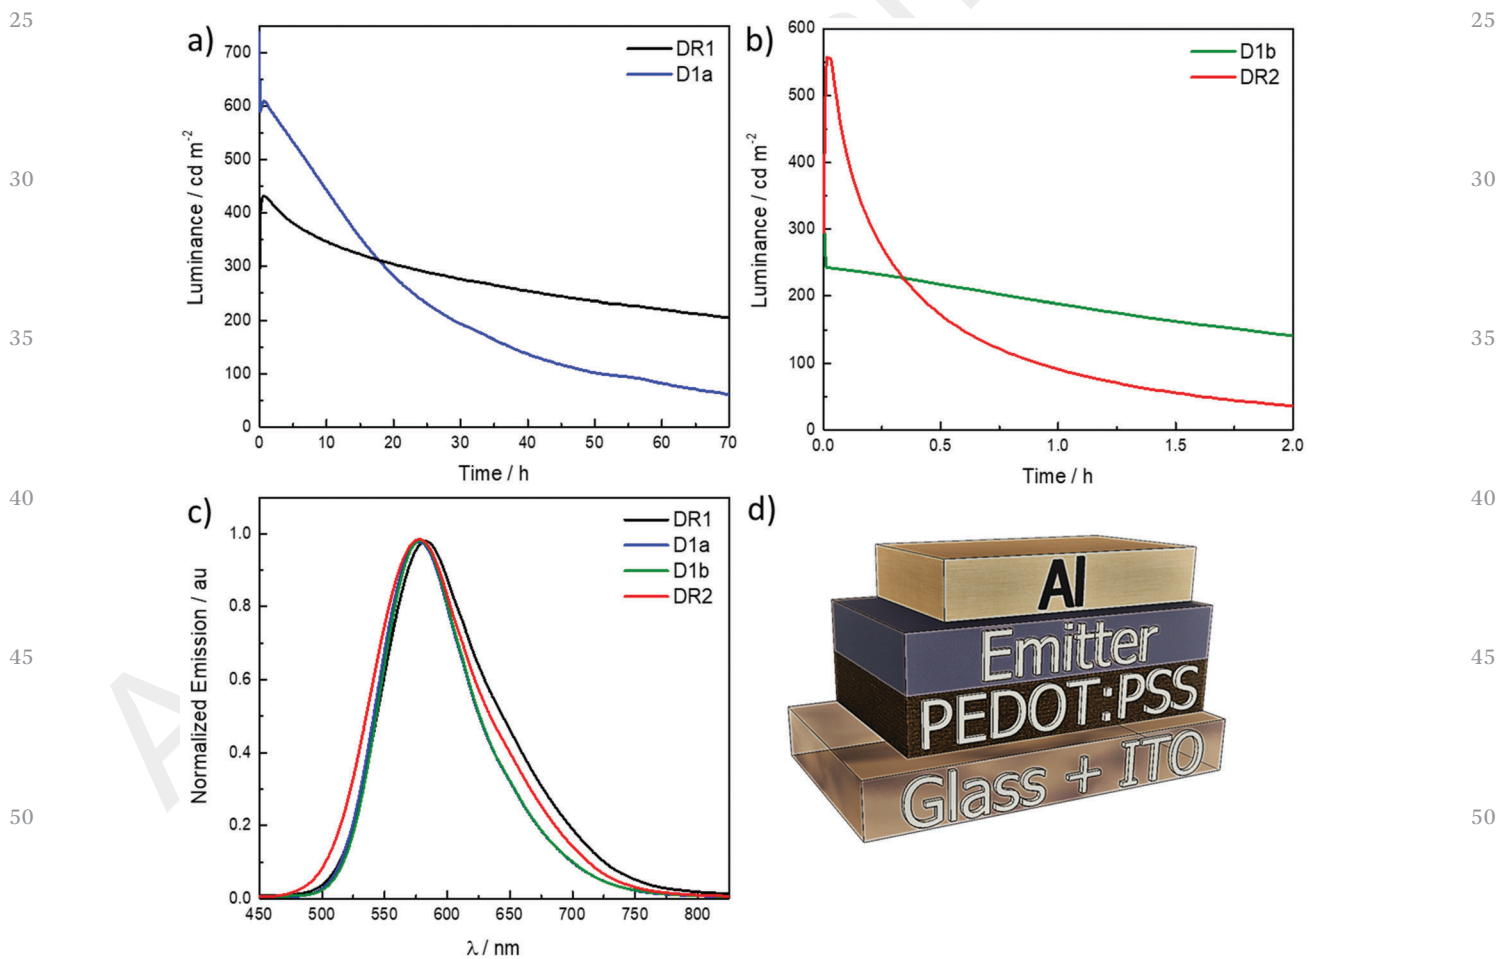 25
25
a)
DR1
D1a
700
600
500
400
300
200
100
0
Luminance / cd m-2
0 10 20 30 40 50 60 70
Time / h
b)
D1b
DR2
600
500
400
300
200
100
0
Luminance / cd m-2
0.0 0.5 1.0 1.5 2.0
Time / h
30
30
35
35
40
40
c)
DR1
D1a
D1b
DR2
1.0
0.8
0.6
0.4
0.2
0.0
Normalized Emission / au
450 500 550 600 650 700 750 800
λ / nm
d)
Al
Emitter
PEDOT:PSS
Glass + ITO
45
45
50
50